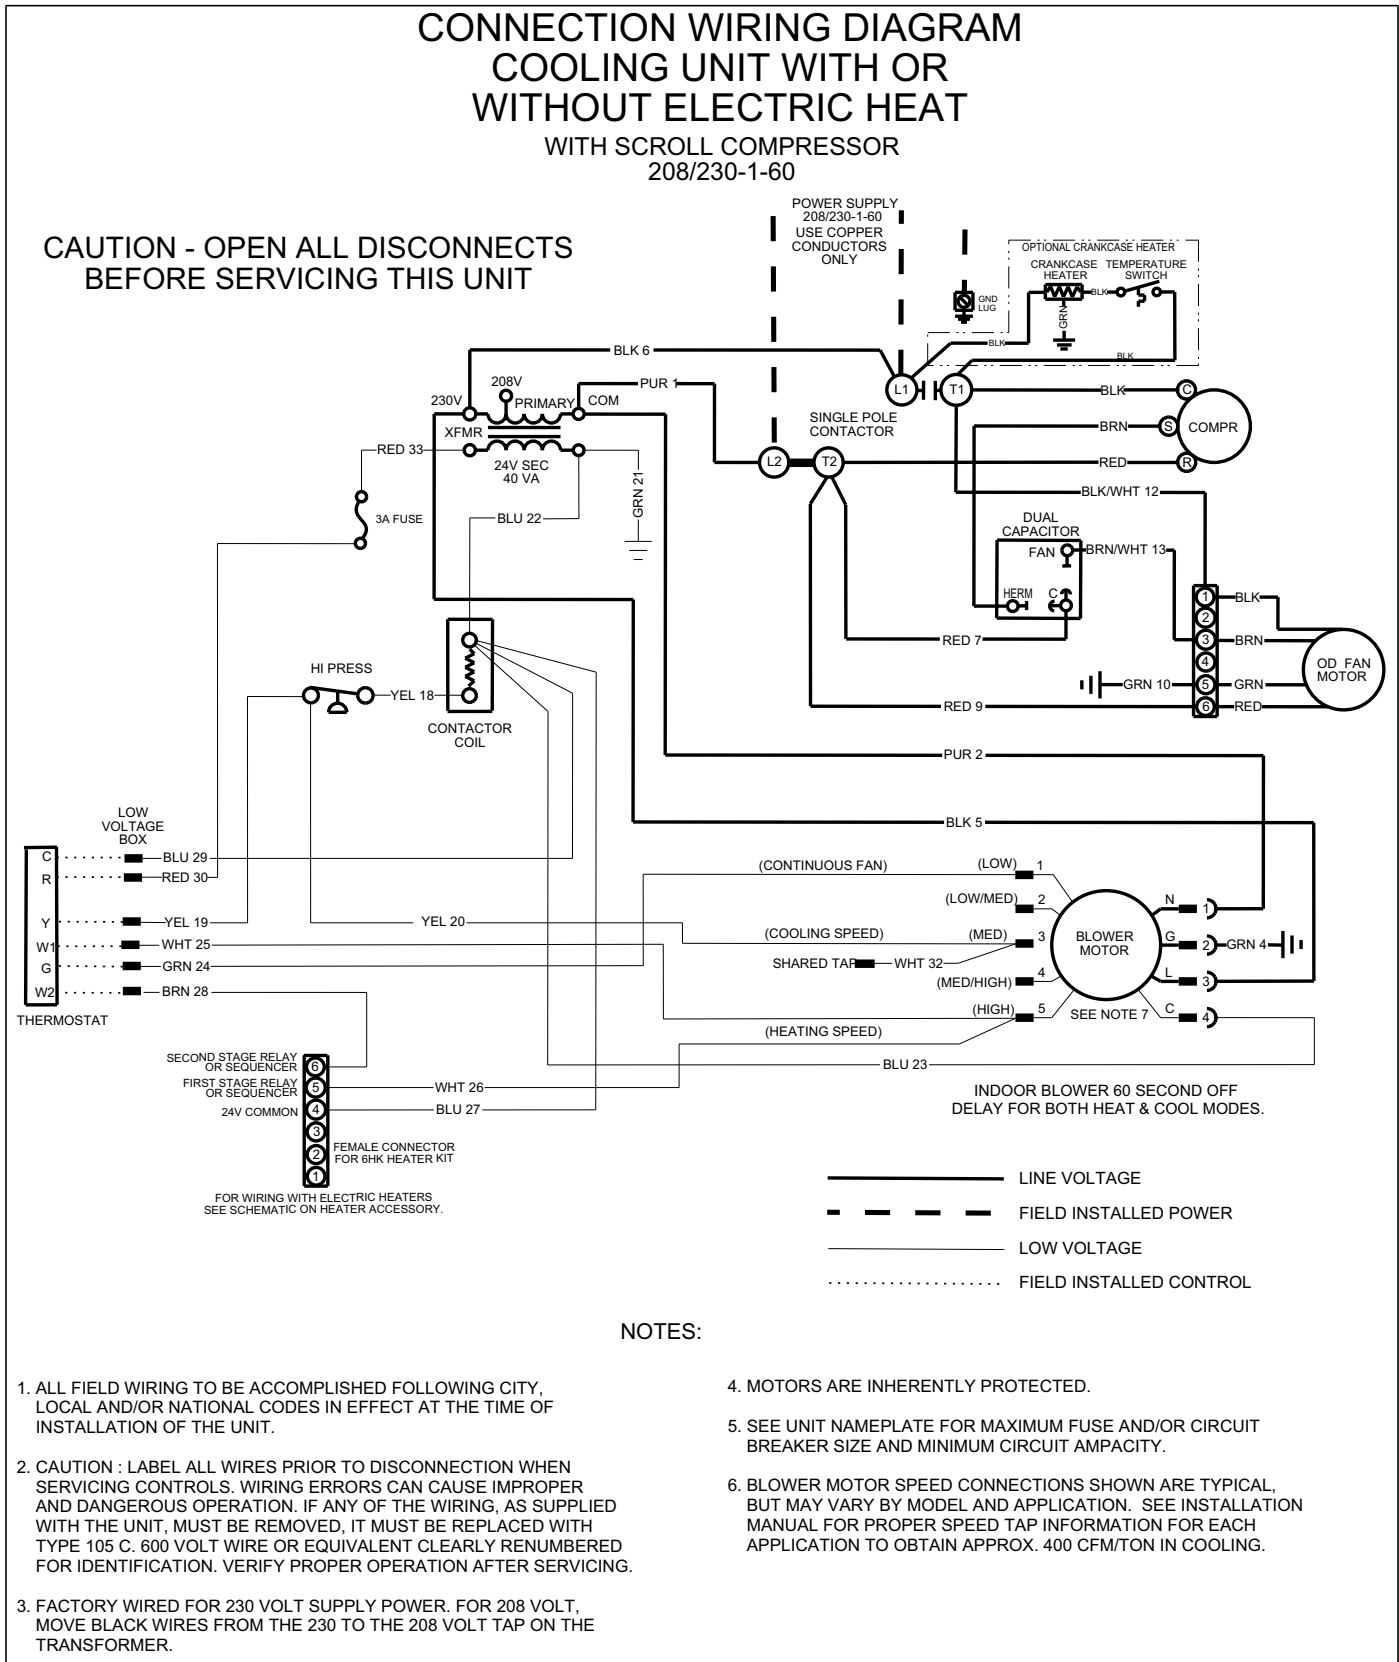 CONNECTION WIRING DIAGRAM
COOLING UNIT WITH OR
WITHOUT ELECTRIC HEAT
WITH SCROLL COMPRESSOR
208/230-1-60
CAUTION - OPEN ALL DISCONNECTS
BEFORE SERVICING THIS UNIT
POWER SUPPLY
208/230-1-60
USE COPPER
CONDUCTORS
ONLY
GND
LUG
OPTIONAL CRANKCASE HEATER
CRANKCASE
HEATER
TEMPERATURE
SWITCH
BLK
GRN
BLK
BLK
BLK 6
208V
PUR 1
230V
PRIMARY
COM
XFMR
RED 33
24V SEC
40 VA
GRN 21
BLU 22
3A FUSE
L1
T1
SINGLE POLE
CONTACTOR
L2
T2
BLK
C
BRN
S
COMPR
RED
R
BLK/WHT 12
DUAL
CAPACITOR
FAN
BRN/WHT 13
HERM
C
RED 7
1
2
3
4
5
6
BLK
BRN
GRN
RED
OD FAN
MOTOR
GRN 10
RED 9
HI PRESS
YEL 18
CONTACTOR
COIL
PUR 2
BLK 5
LOW
VOLTAGE
BOX
C
BLU 29
R
RED 30
Y
YEL 19
W1
WHT 25
G
GRN 24
W2
BRN 28
THERMOSTAT
YEL 20
(CONTINUOUS FAN)
(LOW)
1
(LOW/MED)
2
(COOLING SPEED)
(MED)
3
SHARED TAP
WHT 32
(MED/HIGH)
4
(HIGH)
5
(HEATING SPEED)
BLOWER
MOTOR
SEE NOTE 7
N
1
G
2
GRN 4
L
3
C
4
BLU 23
SECOND STAGE RELAY
OR SEQUENCER
6
FIRST STAGE RELAY
OR SEQUENCER
5
WHT 26
24V COMMON
4
BLU 27
3
2
1
FEMALE CONNECTOR
FOR 6HK HEATER KIT
FOR WIRING WITH ELECTRIC HEATERS
SEE SCHEMATIC ON HEATER ACCESSORY.
INDOOR BLOWER 60 SECOND OFF
DELAY FOR BOTH HEAT & COOL MODES.
LINE VOLTAGE
FIELD INSTALLED POWER
LOW VOLTAGE
FIELD INSTALLED CONTROL
NOTES:
1. ALL FIELD WIRING TO BE ACCOMPLISHED FOLLOWING CITY,
LOCAL AND/OR NATIONAL CODES IN EFFECT AT THE TIME OF
INSTALLATION OF THE UNIT.
2. CAUTION : LABEL ALL WIRES PRIOR TO DISCONNECTION WHEN
SERVICING CONTROLS. WIRING ERRORS CAN CAUSE IMPROPER
AND DANGEROUS OPERATION. IF ANY OF THE WIRING, AS SUPPLIED
WITH THE UNIT, MUST BE REMOVED, IT MUST BE REPLACED WITH
TYPE 105 C. 600 VOLT WIRE OR EQUIVALENT CLEARLY RENUMBERED
FOR IDENTIFICATION. VERIFY PROPER OPERATION AFTER SERVICING.
3. FACTORY WIRED FOR 230 VOLT SUPPLY POWER. FOR 208 VOLT,
MOVE BLACK WIRES FROM THE 230 TO THE 208 VOLT TAP ON THE
TRANSFORMER.
4. MOTORS ARE INHERENTLY PROTECTED.
5. SEE UNIT NAMEPLATE FOR MAXIMUM FUSE AND/OR CIRCUIT
BREAKER SIZE AND MINIMUM CIRCUIT AMPACITY.
6. BLOWER MOTOR SPEED CONNECTIONS SHOWN ARE TYPICAL,
BUT MAY VARY BY MODEL AND APPLICATION. SEE INSTALLATION
MANUAL FOR PROPER SPEED TAP INFORMATION FOR EACH
APPLICATION TO OBTAIN APPROX. 400 CFM/TON IN COOLING.